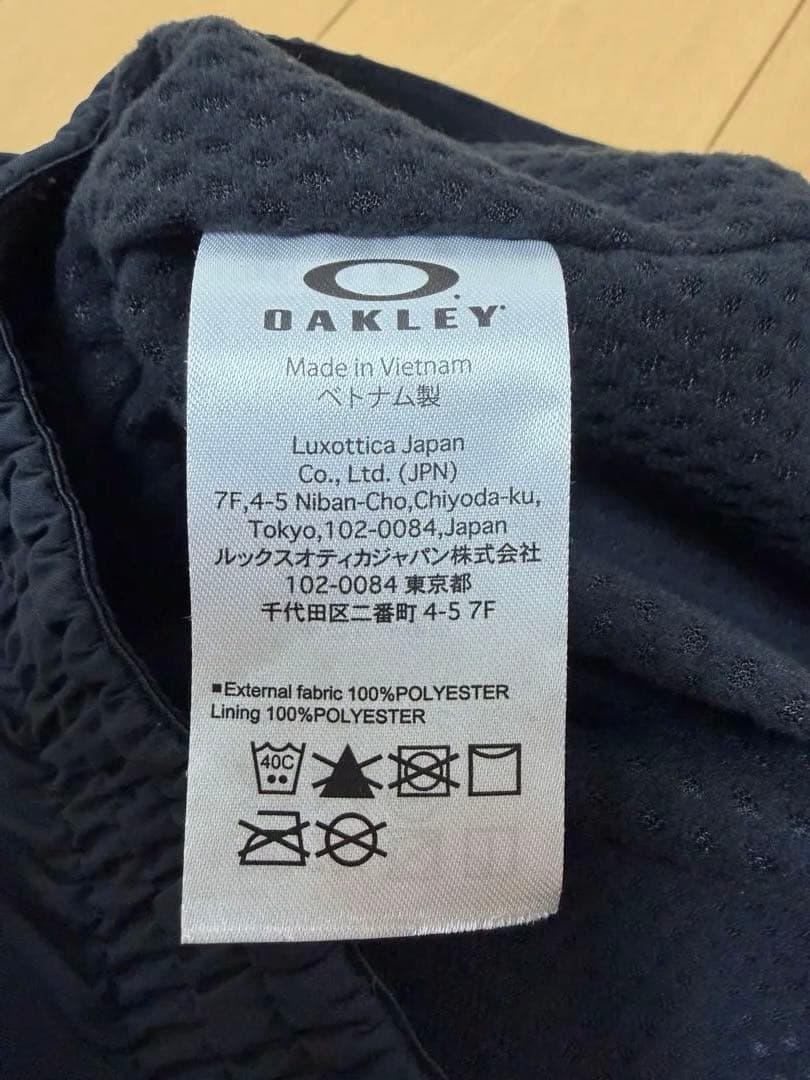 OAKLEY
Made in Vietnam
ベトナム製
Luxottica Japan
Co., Ltd. (JPN)
7F,4-5 Niban-Cho,Chiyoda-ku,
Tokyo,102-0084,Japan
ルックスオティカジャパン株式会社
102-0084 東京都
千代田区二番町 4-5 7F
■External fabric 100%POLYESTER
Lining 100%POLYESTER
40C